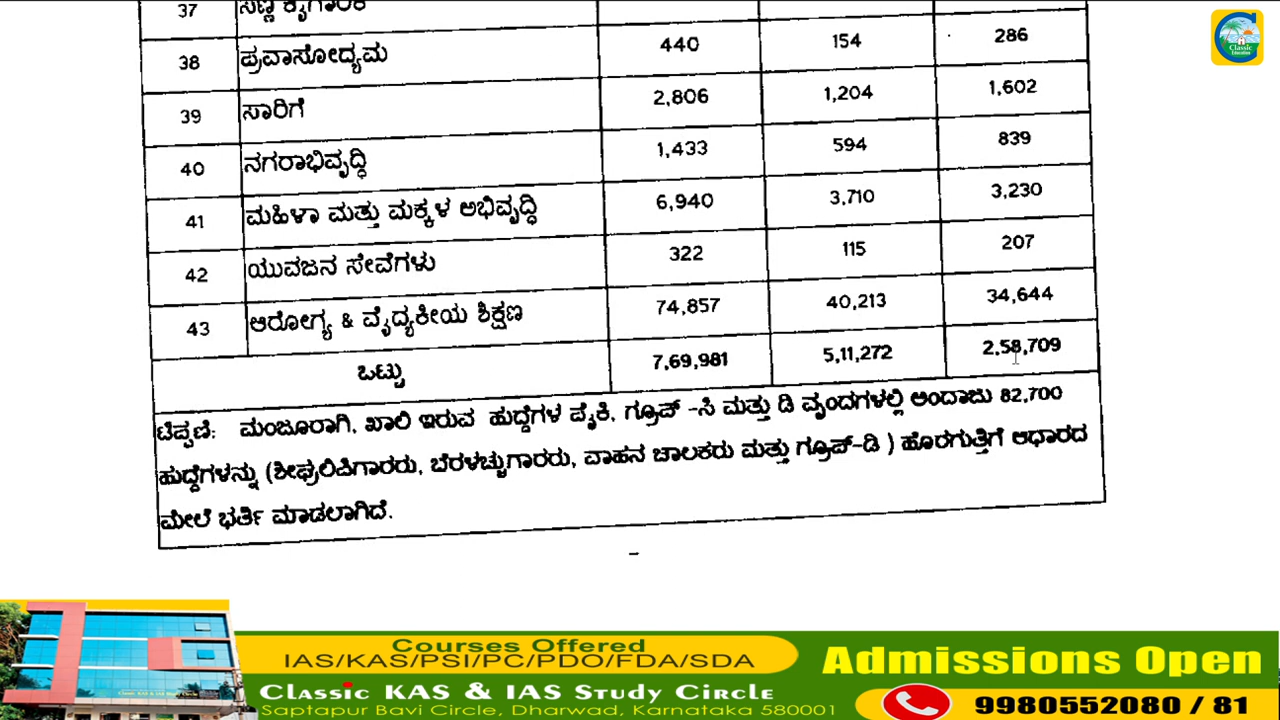 37 ಸಣ್ಣ ಕೈಗಾರಿಕೆ
38 ಪ್ರವಾಸೋದ್ಯಮ 440 154 286
39 ಸಾರಿಗೆ 2,806 1,204 1,602
40 ನಗರಾಭಿವೃದ್ಧಿ 1,433 594 839
41 ಮಹಿಳಾ ಮತ್ತು ಮಕ್ಕಳ ಅಭಿವೃದ್ಧಿ 6,940 3,710 3,230
42 ಯುವಜನ ಸೇವೆಗಳು 322 115 207
43 ಆರೋಗ್ಯ & ವೈದ್ಯಕೀಯ ಶಿಕ್ಷಣ 74,857 40,213 34,644
ಒಟ್ಟು 7,69,981 5,11,272 2,58,709
ಟಿಪ್ಪಣಿ: ಮಂಜೂರಾಗಿ, ಖಾಲಿ ಇರುವ ಹುದ್ದೆಗಳ ಪೈಕಿ, ಗ್ರೂಪ್ -ಸಿ ಮತ್ತು ಡಿ ವೃಂದಗಳಲ್ಲಿ ಅಂದಾಜು 82,700
ಹುದ್ದೆಗಳನ್ನು (ಶೀಘ್ರಲಿಪಿಗಾರರು, ಬೆರಳಚ್ಚುಗಾರರು, ವಾಹನ ಚಾಲಕರು ಮತ್ತು ಗ್ರೂಪ್-ಡಿ ) ಹೊರಗುತ್ತಿಗೆ ಆಧಾರದ
ಮೇಲೆ ಭರ್ತಿ ಮಾಡಲಾಗಿದೆ.
Classic
Education
Courses Offered
IAS/KAS/PSI/PC/PDO/FDA/SDA
Classic KAS & IAS Study Circle
Saptapur Bavi Circle, Dharwad, Karnataka 580001
Admissions Open
9980552080 / 81